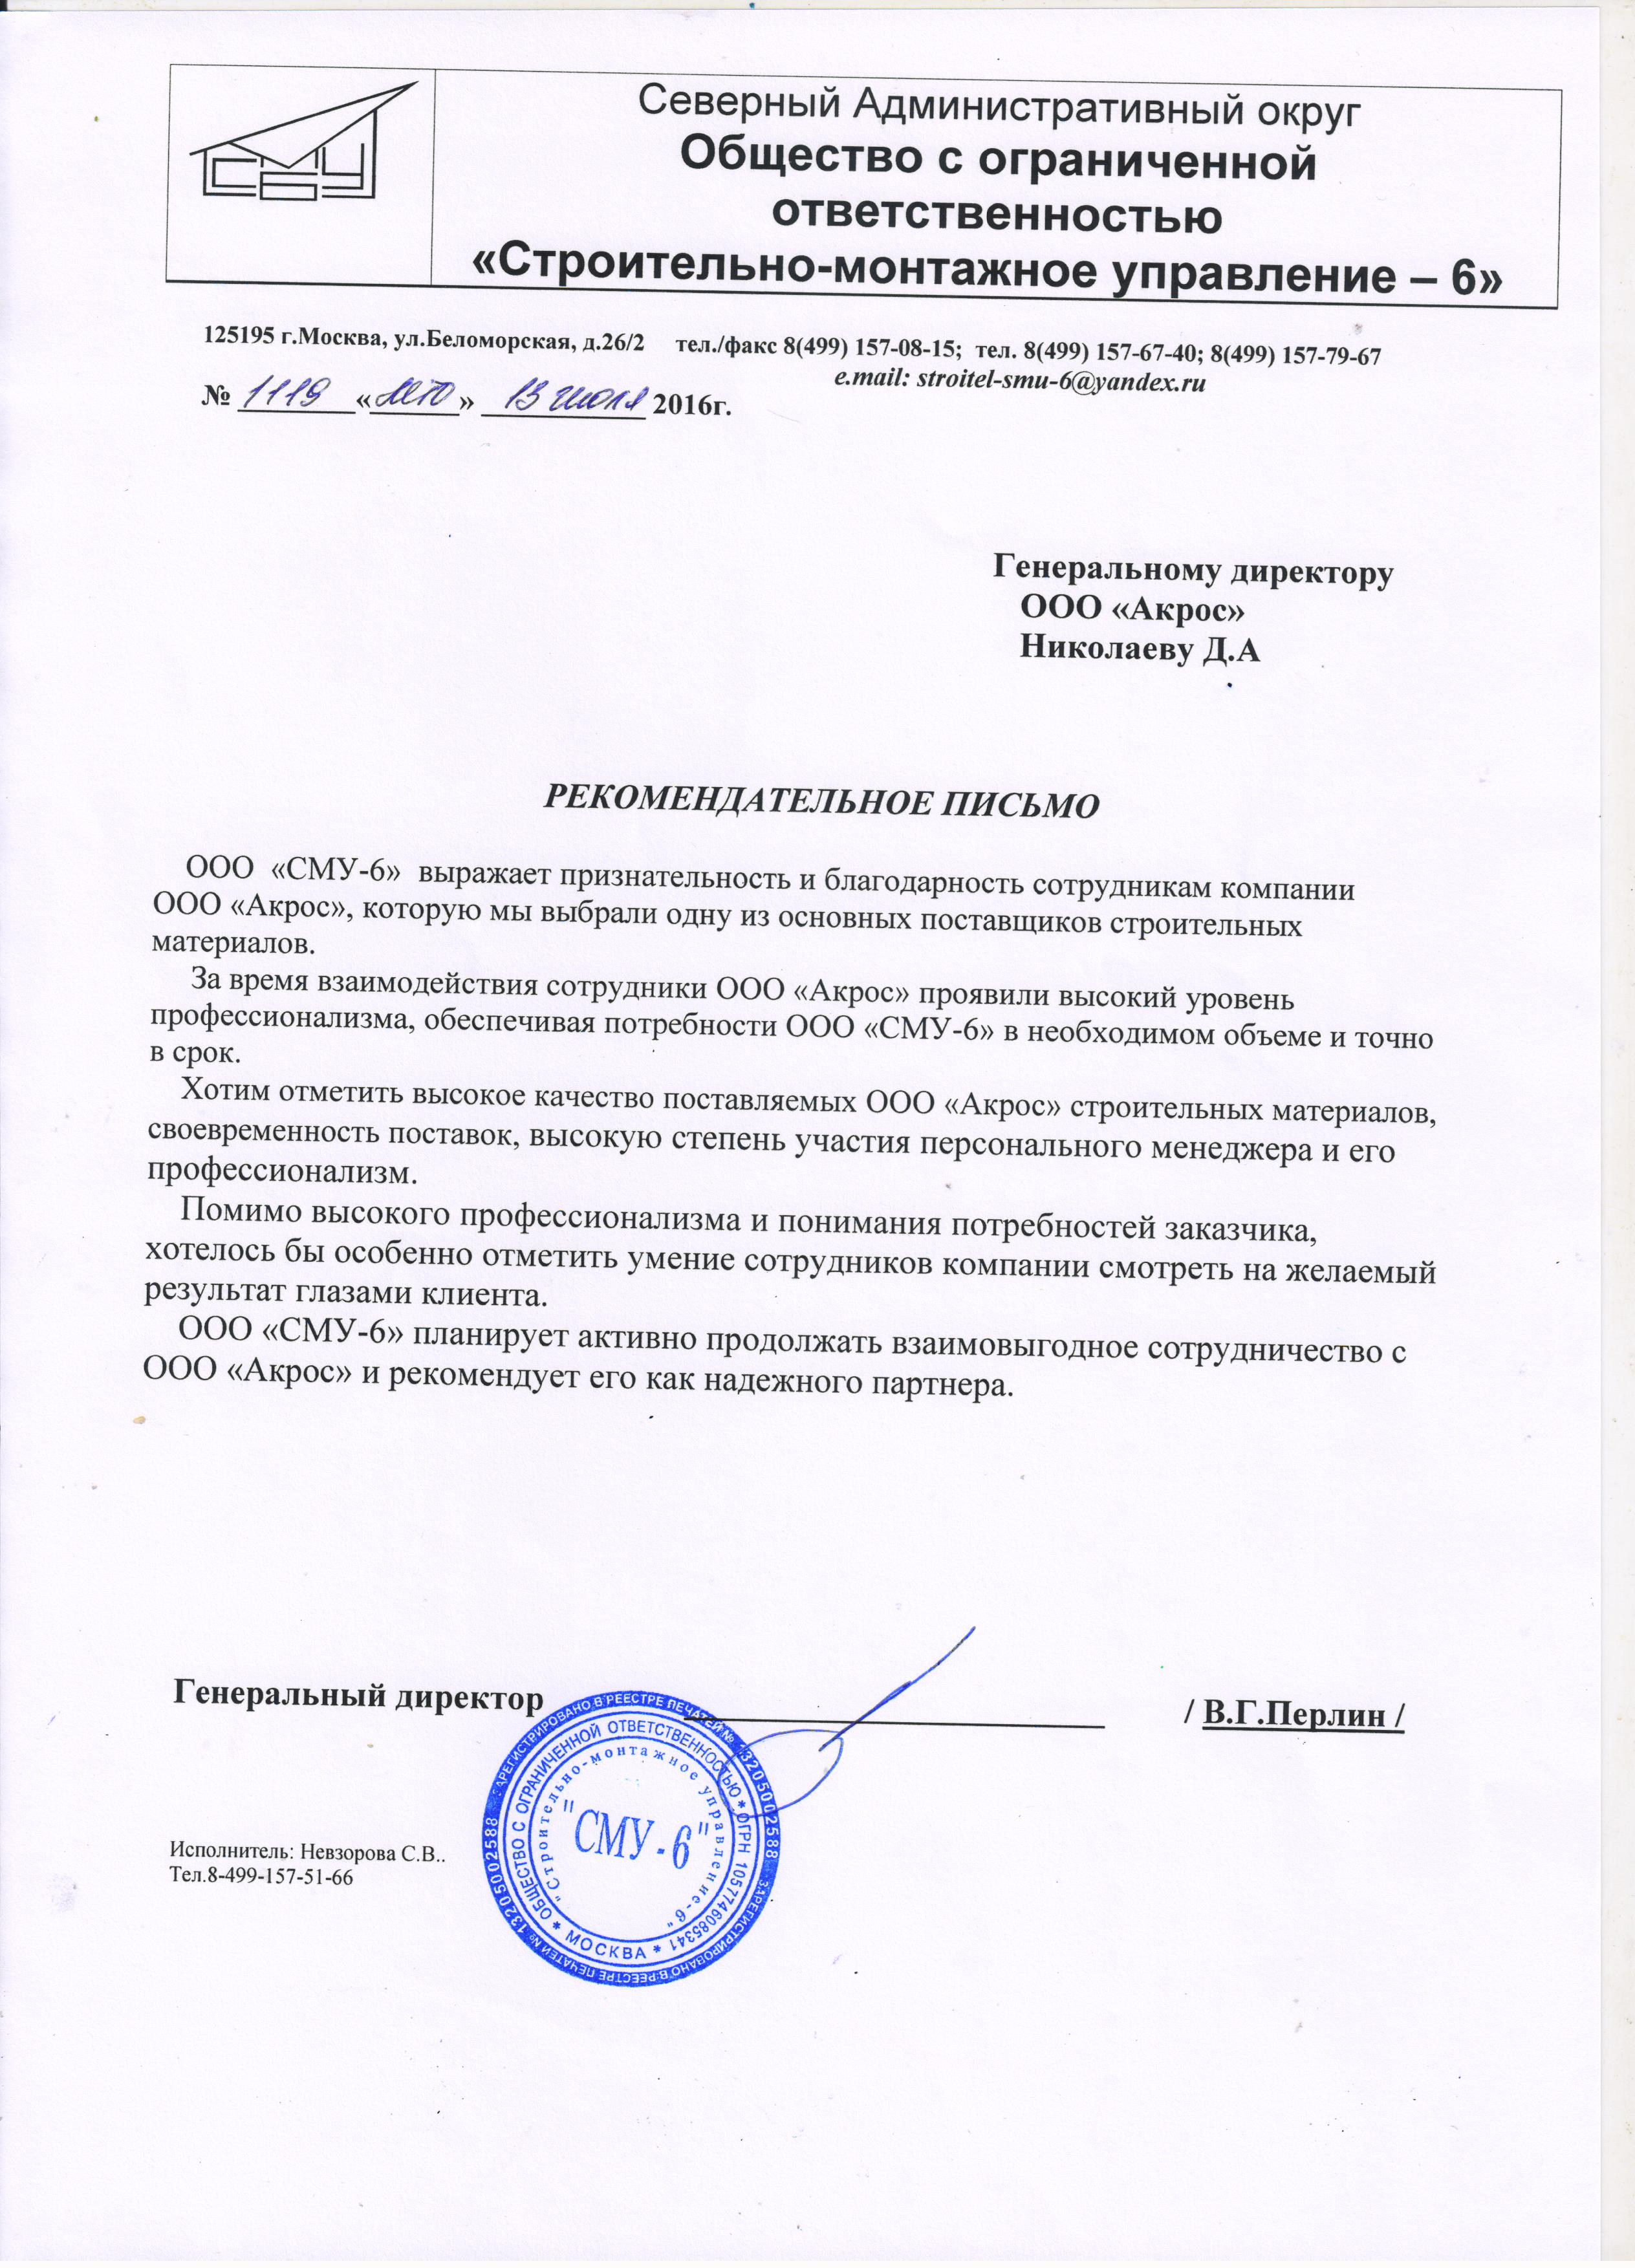 СМУ
Северный Административный округ
Общество с ограниченной
ответственностью
«Строительно-монтажное управление – 6»
125195 г.Москва, ул.Беломорская, д.26/2 тел./факс 8(499) 157-08-15; тел. 8(499) 157-67-40; 8(499) 157-79-67
e.mail: stroitel-smu-6@yandex.ru
№ 1119 « » 13 июля 2016г.
Генеральному директору
ООО «Акрос»
Николаеву Д.А
РЕКОМЕНДАТЕЛЬНОЕ ПИСЬМО
ООО «СМУ-6» выражает признательность и благодарность сотрудникам компании
ООО «Акрос», которую мы выбрали одну из основных поставщиков строительных
материалов.
За время взаимодействия сотрудники ООО «Акрос» проявили высокий уровень
профессионализма, обеспечивая потребности ООО «СМУ-6» в необходимом объеме и точно
в срок.
Хотим отметить высокое качество поставляемых ООО «Акрос» строительных материалов,
своевременность поставок, высокую степень участия персонального менеджера и его
профессионализм.
Помимо высокого профессионализма и понимания потребностей заказчика,
хотелось бы особенно отметить умение сотрудников компании смотреть на желаемый
результат глазами клиента.
ООО «СМУ-6» планирует активно продолжать взаимовыгодное сотрудничество с
ООО «Акрос» и рекомендует его как надежного партнера.
Генеральный директор / В.Г.Перлин /
ЗАРЕГИСТРИРОВАНО В РЕЕСТРЕ ПЕЧАТЕЙ № 13205002588 ЗАРЕГИСТРИРОВАНО В РЕЕСТРЕ ПЕЧАТЕЙ № 13205002588
ОБЩЕСТВО С ОГРАНИЧЕННОЙ ОТВЕТСТВЕННОСТЬЮ * ОГРН 1057746085341 * МОСКВА *
"Строительно-монтажное управление-6"
"СМУ-6"
Исполнитель: Невзорова С.В..
Тел.8-499-157-51-66